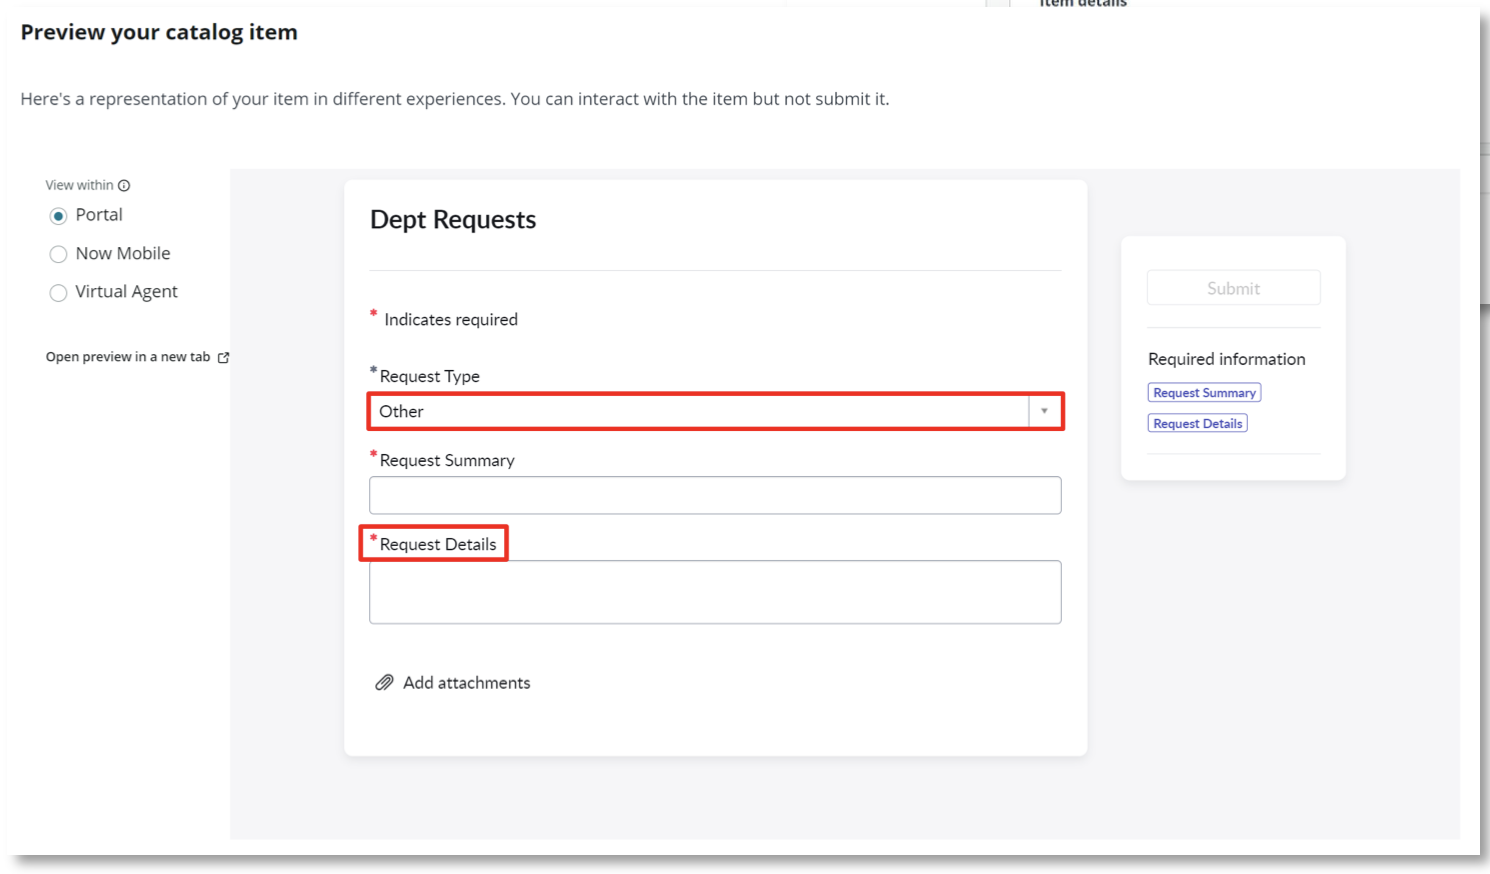 Item details
Preview your catalog item
Here's a representation of your item in different experiences. You can interact with the item but not submit it.
View within
Portal
Now Mobile
Virtual Agent
Open preview in a new tab
Dept Requests
* Indicates required
* Request Type
Other
* Request Summary
* Request Details
Add attachments
Submit
Required information
Request Summary
Request Details